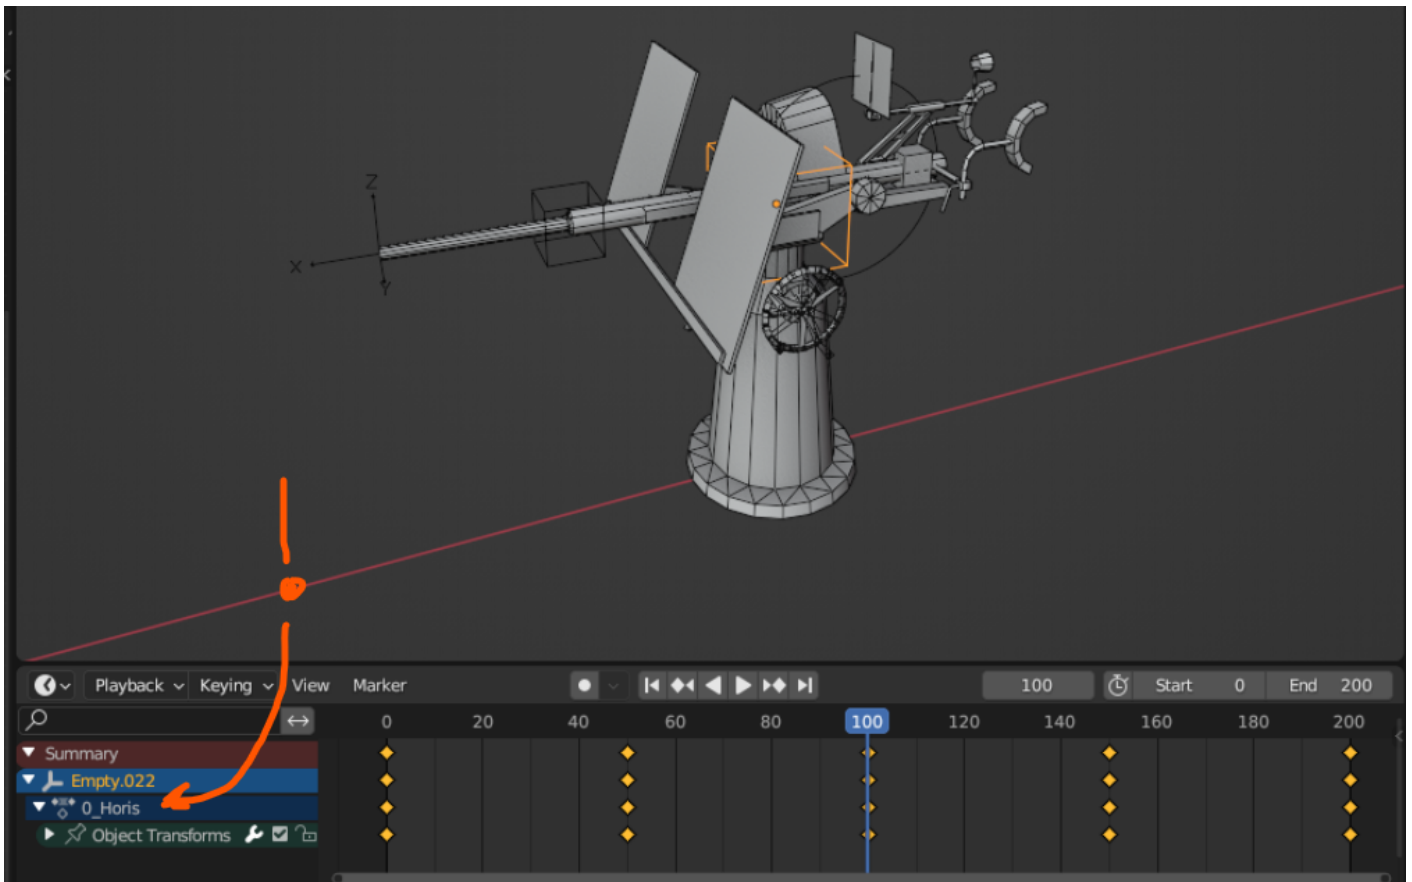 Z
X
Y
Playback Keying View Marker 100 Start 0 End 200
0 20 40 60 80 100 120 140 160 180 200
Summary
Empty.022
0_Horis
Object Transforms